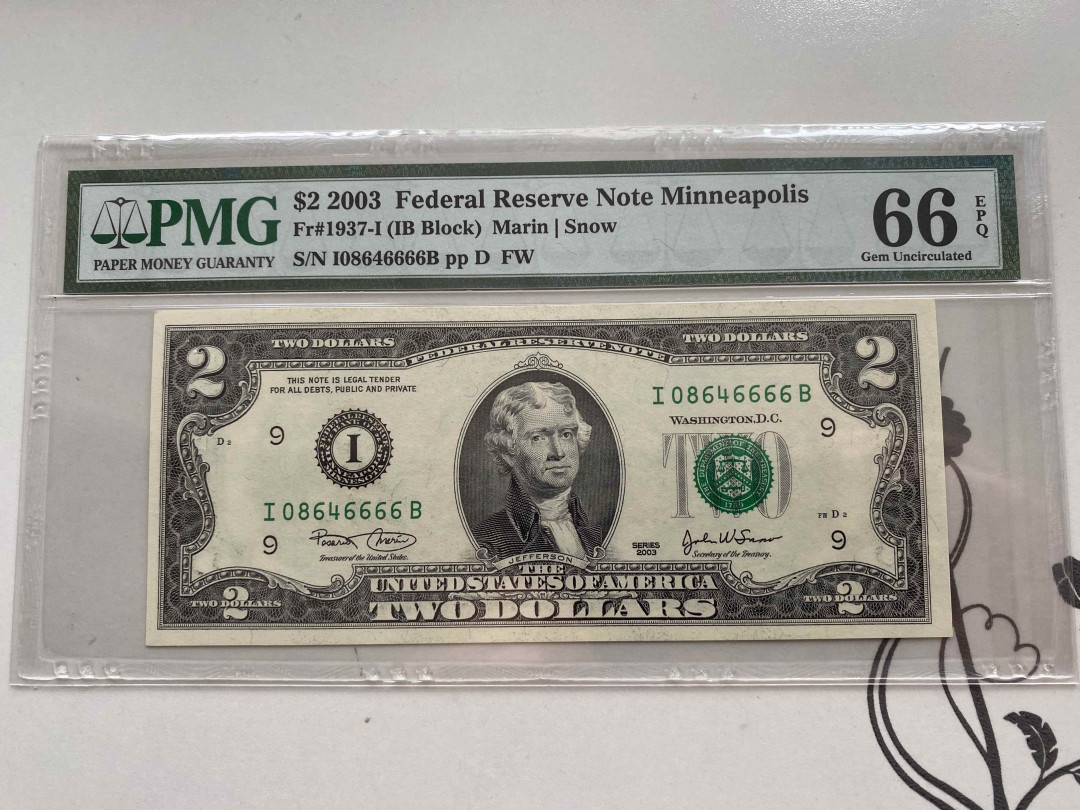 PMG
PAPER MONEY GUARANTY
$2 2003 Federal Reserve Note Minneapolis
Fr#1937-I (IB Block) Marin | Snow
S/N I08646666B pp D FW
66
EPQ
Gem Uncirculated
2
TWO DOLLARS
FEDERAL RESERVE NOTE
TWO DOLLARS
2
THIS NOTE IS LEGAL TENDER
FOR ALL DEBTS, PUBLIC AND PRIVATE
I 08646666 B
WASHINGTON, D.C.
D 2
9
I
TWO
9
I 08646666 B
FW D 2
9
Treasurer of the United States.
JEFFERSON
SERIES
2003
Secretary of the Treasury.
9
THE
UNITED STATES OF AMERICA
TWO DOLLARS
2
TWO DOLLARS
2
TWO DOLLARS